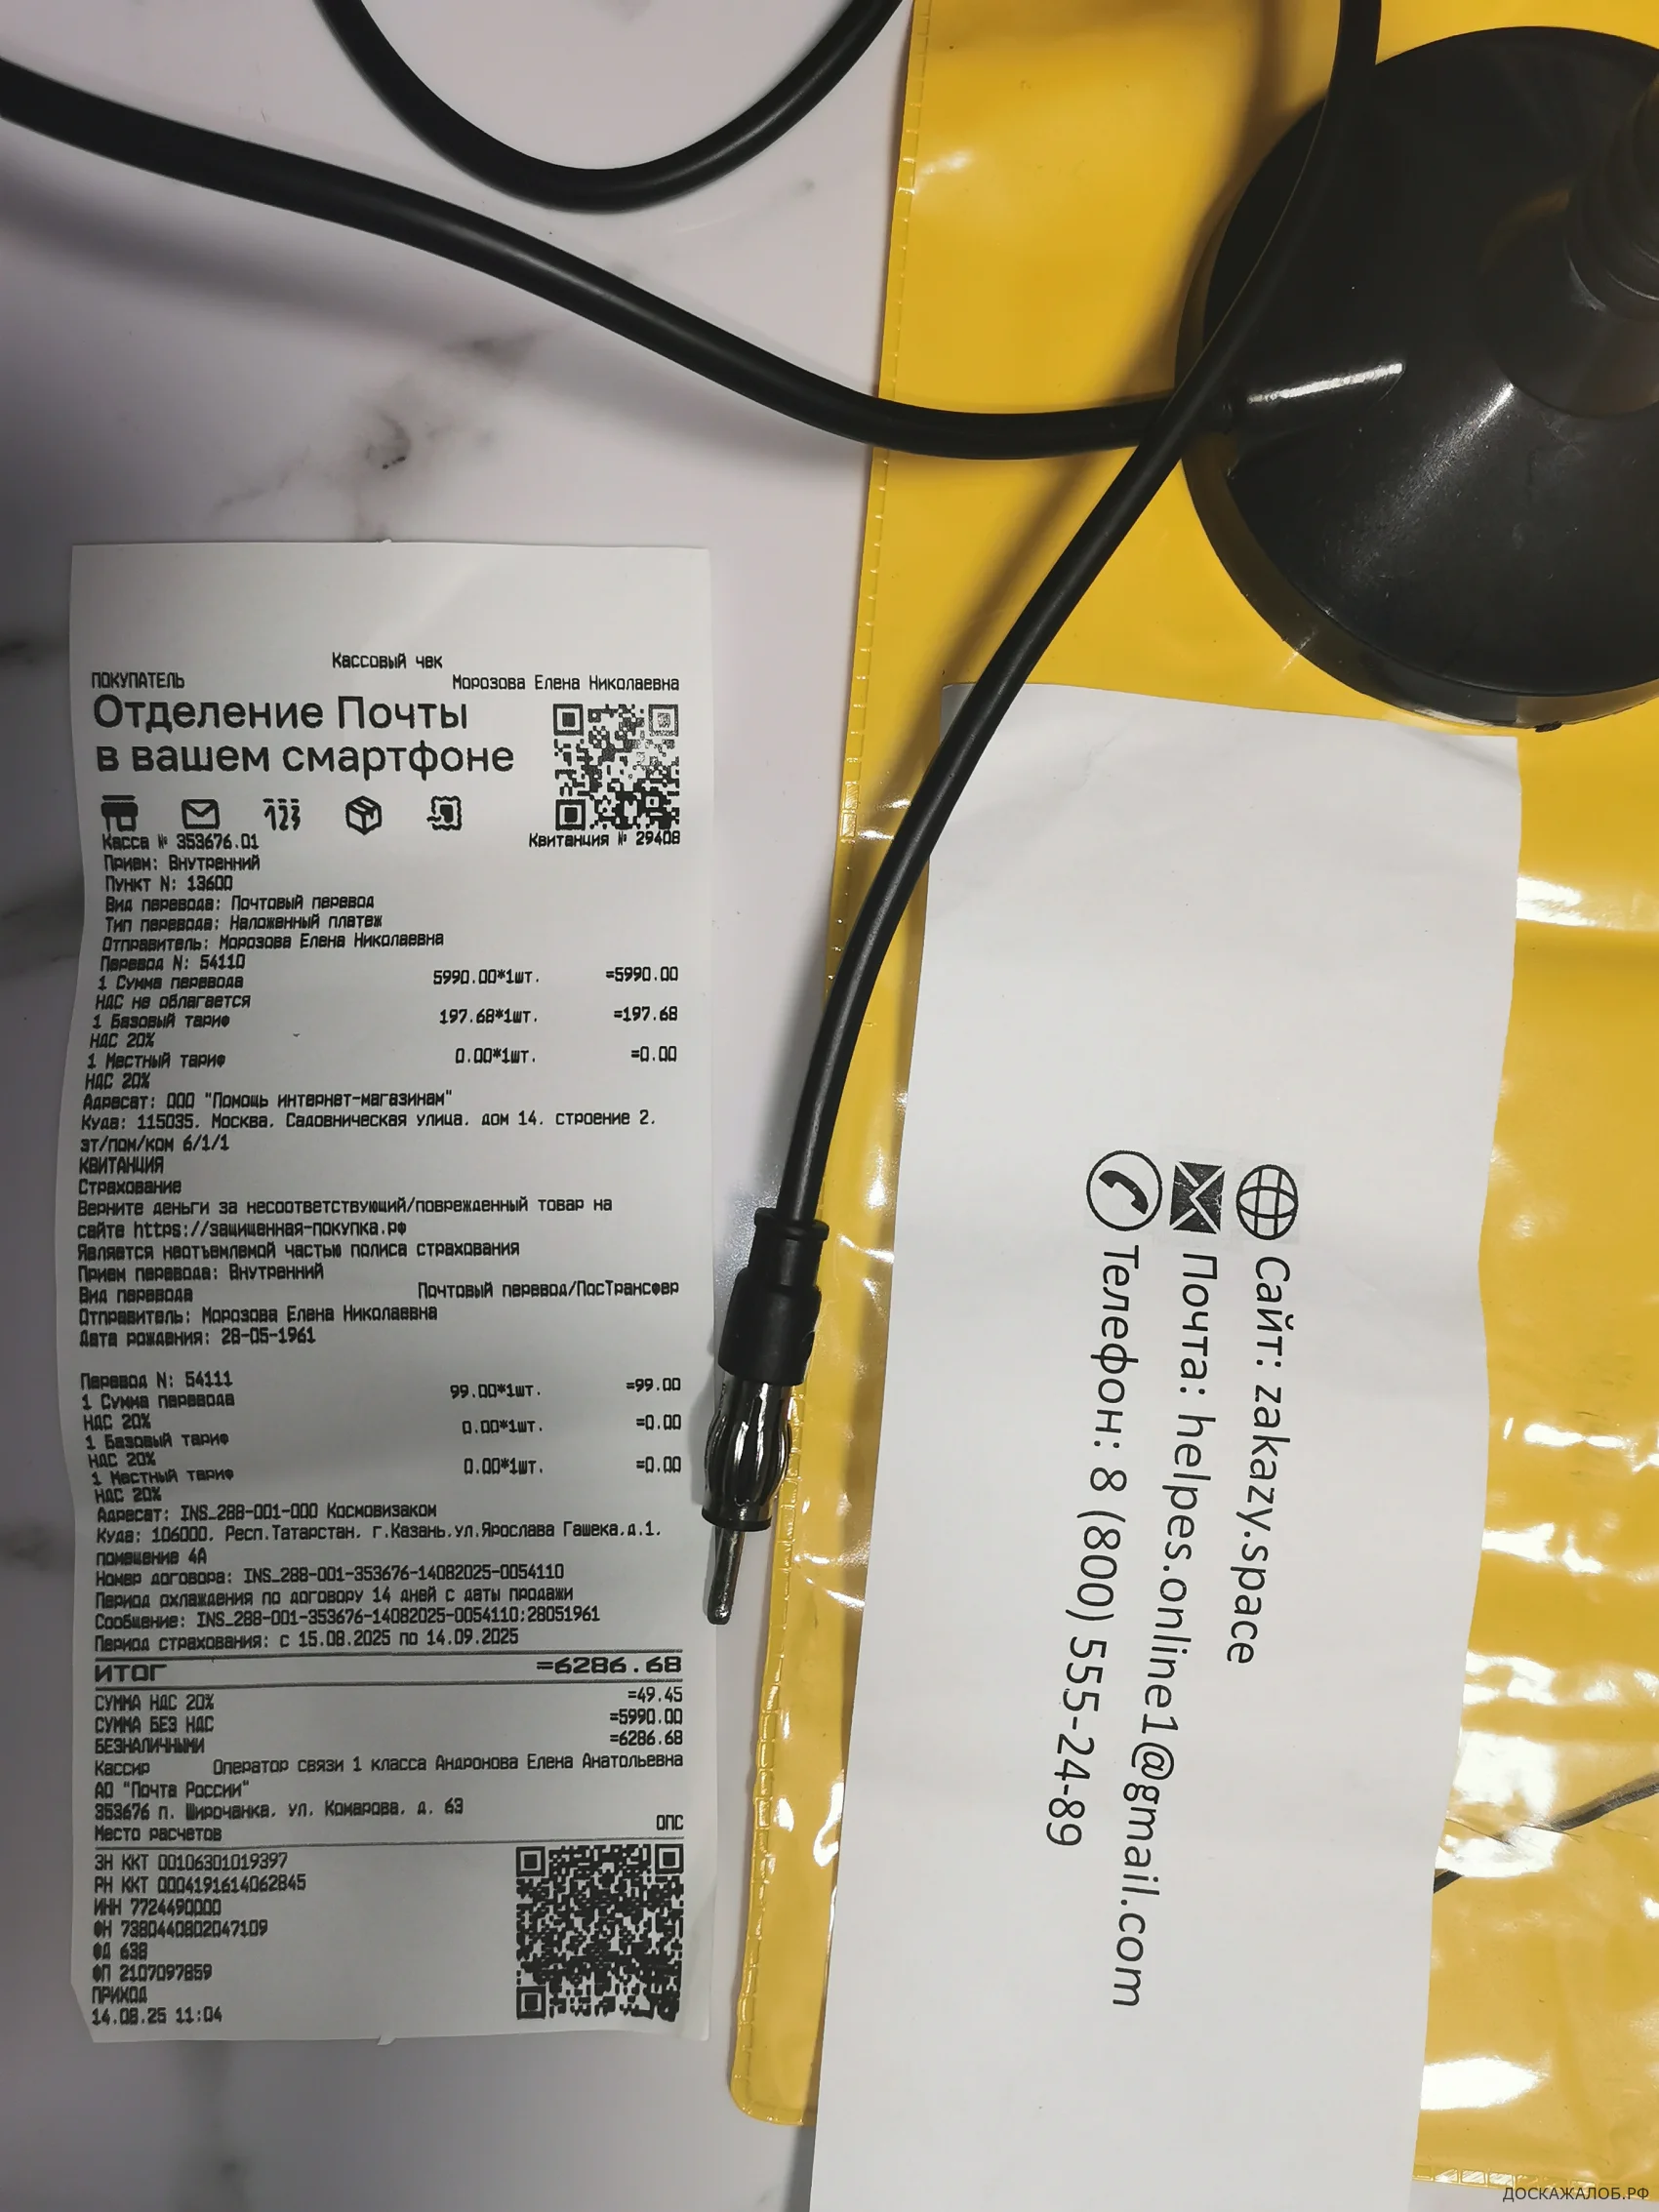 Кассовый чек
ПОКУПАТЕЛЬ Морозова Елена Николаевна
Отделение Почты
в вашем смартфоне
123
Касса № 353676.01 Квитанция № 29408
Прием: Внутренний
Пункт N: 13600
Вид перевода: Почтовый перевод
Тип перевода: Наложенный платеж
Отправитель: Морозова Елена Николаевна
Перевод N: 54110
1 Сумма перевода 5990.00*1шт. =5990.00
НДС не облагается
1 Базовый тариф 197.68*1шт. =197.68
НДС 20%
1 Местный тариф 0.00*1шт. =0.00
НДС 20%
Адресат: ООО "Помощь интернет-магазинам"
Куда: 115035, Москва, Садовническая улица, дом 14, строение 2,
эт/пом/ком 6/1/1
КВИТАНЦИЯ
Страхование
Верните деньги за несоответствующий/поврежденный товар на
сайте https://защищенная-покупка.рф
Является неотъемлемой частью полиса страхования
Прием перевода: Внутренний
Вид перевода Почтовый перевод/ПосТрансфер
Отправитель: Морозова Елена Николаевна
Дата рождения: 28-05-1961
Перевод N: 54111
1 Сумма перевода 99.00*1шт. =99.00
НДС 20%
1 Базовый тариф 0.00*1шт. =0.00
НДС 20%
1 Местный тариф 0.00*1шт. =0.00
НДС 20%
Адресат: INS_288-001-000 Космовизаком
Куда: 106000, Респ.Татарстан, г.Казань,ул.Ярослава Гашека,д.1,
помещение 4А
Номер договора: INS_288-001-353676-14082025-0054110
Период охлаждения по договору 14 дней с даты продажи
Сообщение: INS_288-001-353676-14082025-0054110;28051961
Период страхования: с 15.08.2025 по 14.09.2025
ИТОГ =6286.68
СУММА НДС 20% =49.45
СУММА БЕЗ НДС =5990.00
БЕЗНАЛИЧНЫМИ =6286.68
Кассир Оператор связи 1 класса Андронова Елена Анатольевна
АО "Почта России"
353676 п. Широчанка, ул. Комарова, д. 63
Место расчетов ОПС
ЗН ККТ 00106301019397
РН ККТ 0004191614062845
ИНН 7724490000
ФН 7380440802047109
ФД 638
ФП 2107097859
ПРИХОД
14.08.25 11:04
Сайт: zakazy.space
Почта: helpes.online1@gmail.com
Телефон: 8 (800) 555-24-89
ДОСКАЖАЛОБ.РФ